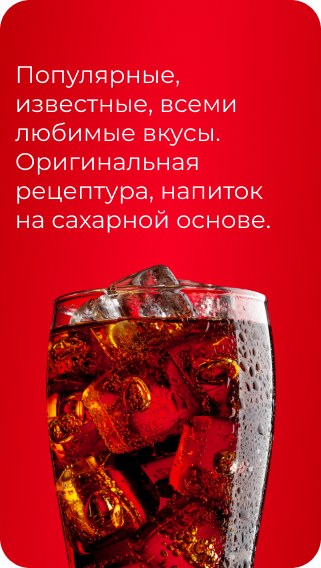 Популярные,
известные, всеми
любимые вкусы.
Оригинальная
рецептура, напиток
на сахарной основе.